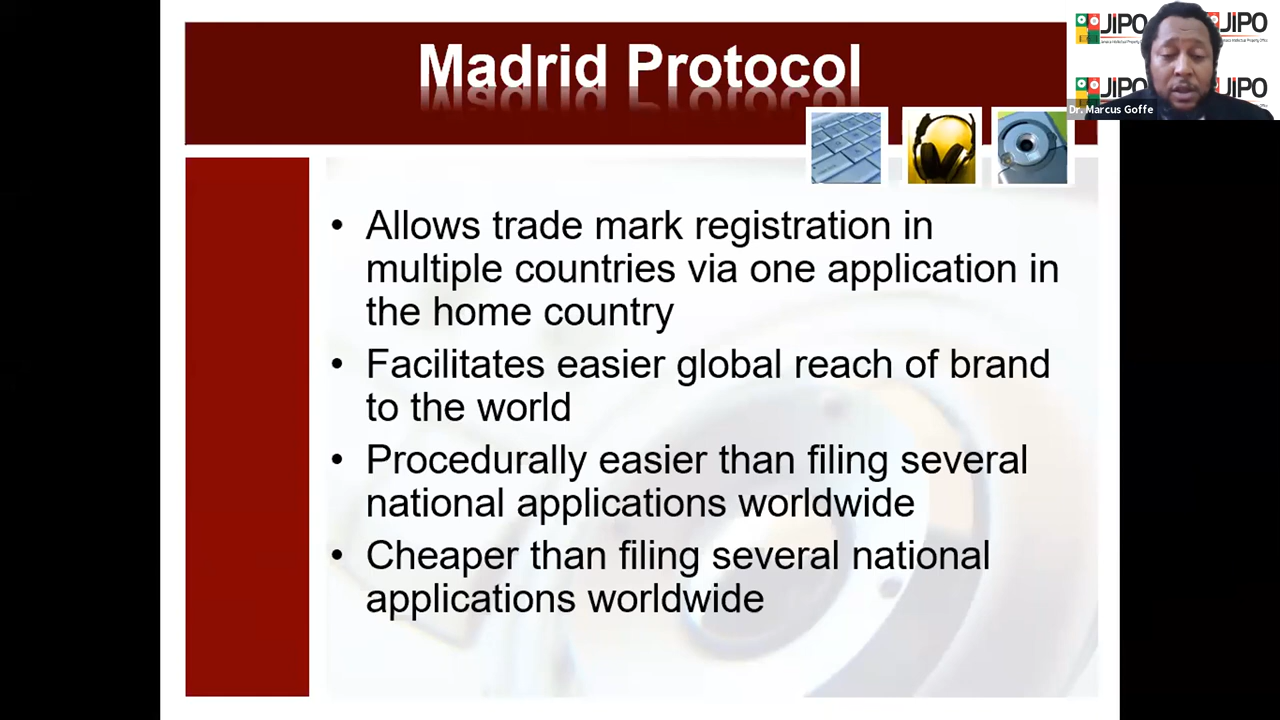 Madrid Protocol
JIPO
JIPO
JIPO
JIPO
Dr. Marcus Goffe
• Allows trade mark registration in
multiple countries via one application in
the home country
• Facilitates easier global reach of brand
to the world
• Procedurally easier than filing several
national applications worldwide
• Cheaper than filing several national
applications worldwide